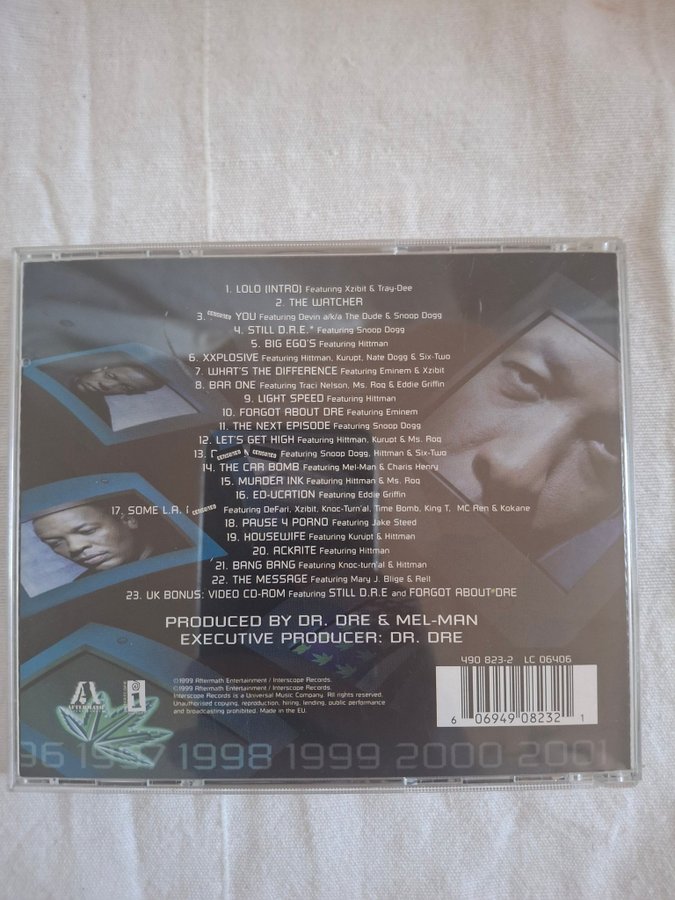 1. LOLO (INTRO) Featuring Xzibit & Tray-Dee
2. THE WATCHER
3. CENSORED YOU Featuring Devin a/k/a The Dude & Snoop Dogg
4. STILL D.R.E.* Featuring Snoop Dogg
5. BIG EGO'S Featuring Hittman
6. XXPLOSIVE Featuring Hittman, Kurupt, Nate Dogg & Six-Two
7. WHAT'S THE DIFFERENCE Featuring Eminem & Xzibit
8. BAR ONE Featuring Traci Nelson, Ms. Roq & Eddie Griffin
9. LIGHT SPEED Featuring Hittman
10. FORGOT ABOUT DRE Featuring Eminem
11. THE NEXT EPISODE Featuring Snoop Dogg
12. LET'S GET HIGH Featuring Hittman, Kurupt & Ms. Roq
13. CENSORED N CENSORED Featuring Snoop Dogg, Hittman & Six-Two
14. THE CAR BOMB Featuring Mel-Man & Charis Henry
15. MURDER INK Featuring Hittman & Ms. Roq
16. ED-UCATION Featuring Eddie Griffin
17. SOME L.A. CENSORED Featuring DeFari, Xzibit, Knoc-Turn'al, Time Bomb, King T, MC Ren & Kokane
18. PAUSE 4 PORNO Featuring Jake Steed
19. HOUSEWIFE Featuring Kurupt & Hittman
20. ACKRITE Featuring Hittman
21. BANG BANG Featuring Knoc-turn'al & Hittman
22. THE MESSAGE Featuring Mary J. Blige & Rell
23. UK BONUS: VIDEO CD-ROM Featuring STILL D.R.E and FORGOT ABOUT DRE
PRODUCED BY DR. DRE & MEL-MAN
EXECUTIVE PRODUCER: DR. DRE
490 823-2 LC 06406
©1999 Aftermath Entertainment / Interscope Records.
℗1999 Aftermath Entertainment / Interscope Records.
Interscope Records is a Universal Music Company. All rights reserved.
Unauthorised copying, reproduction, hiring, lending, public performance
and broadcasting prohibited. Made in the EU.
AFTERMATH
6 06949 08232 1
96 1997 1998 1999 2000 2001